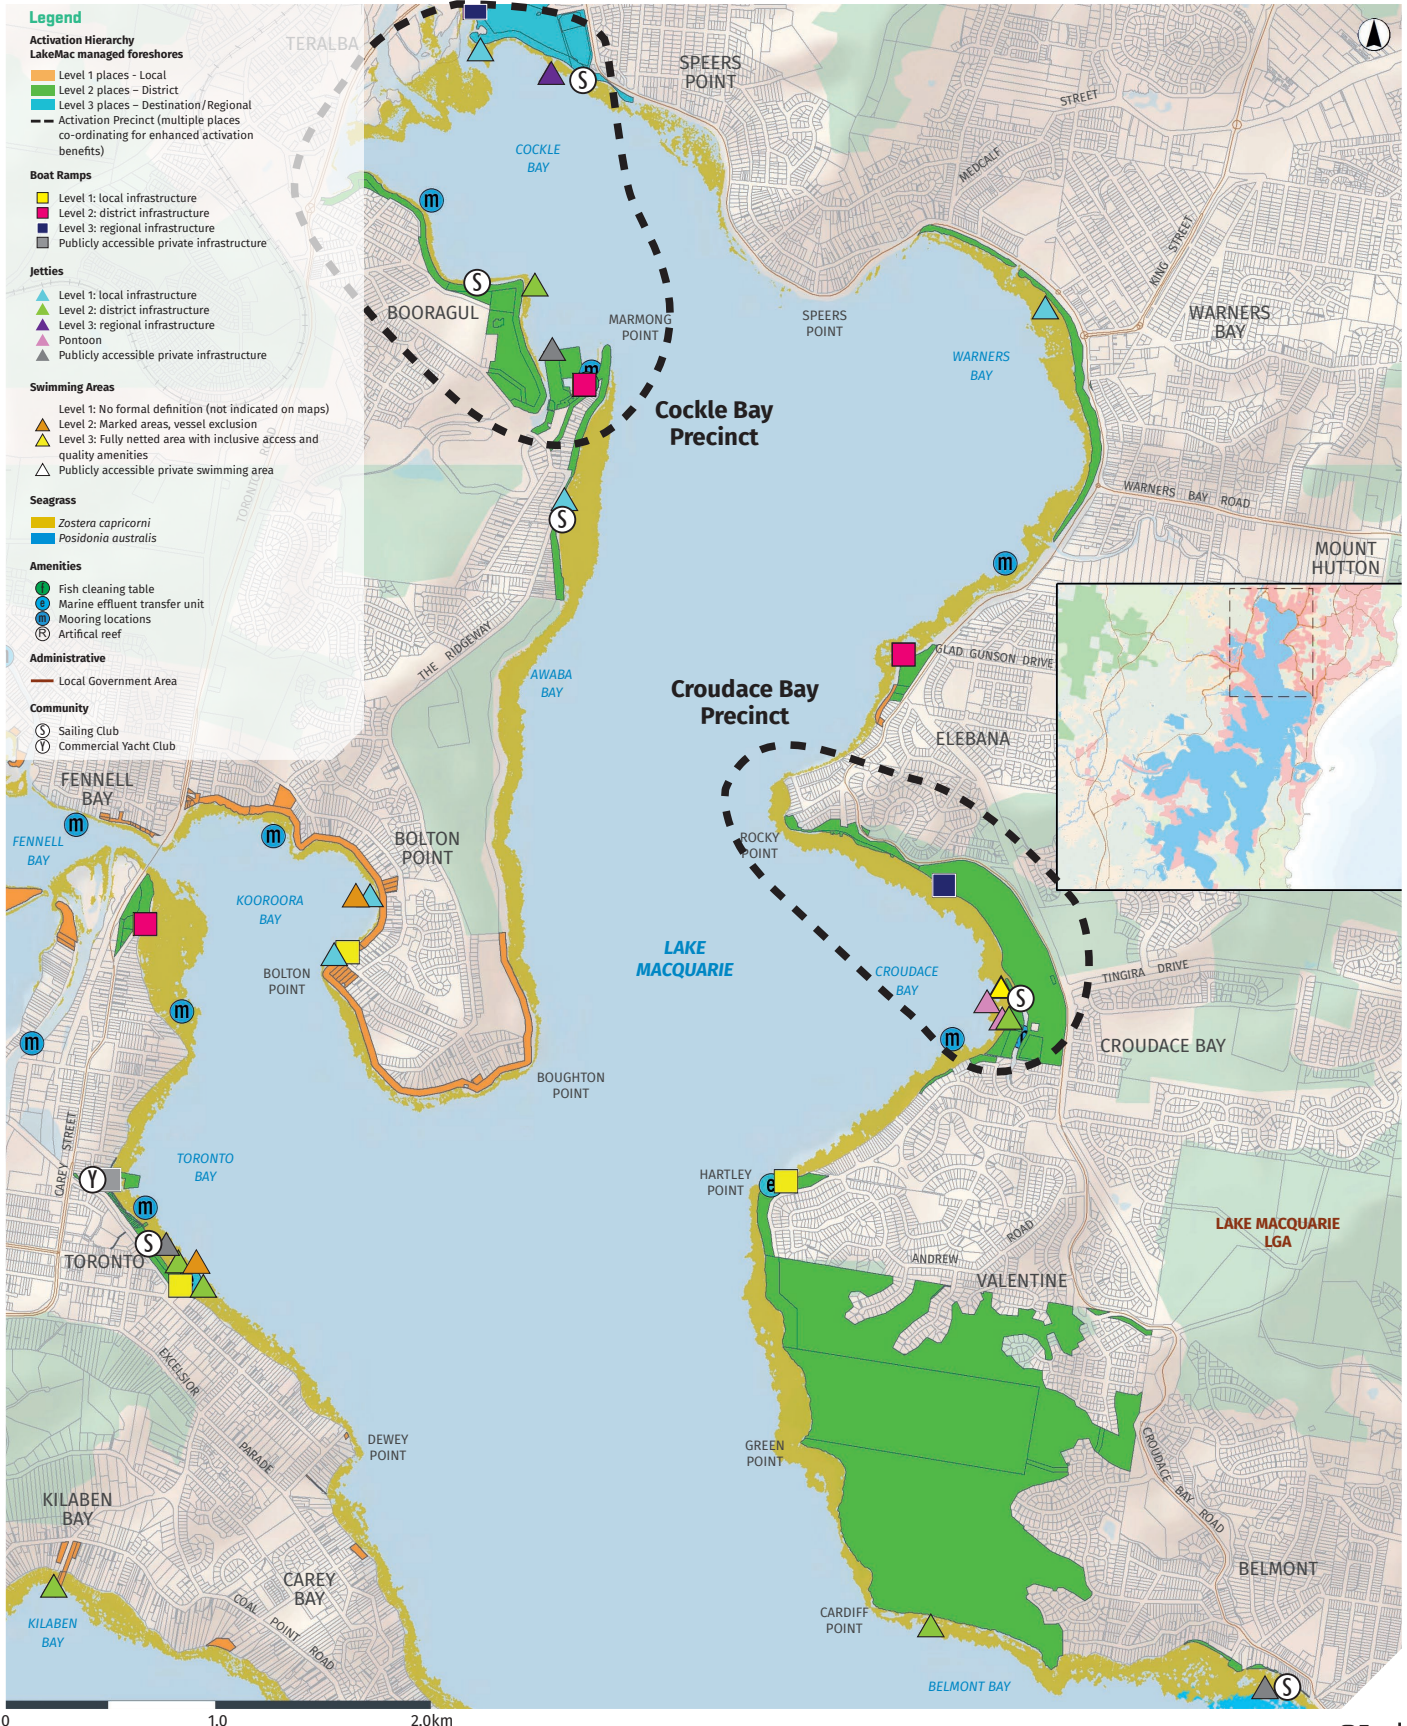 Legend
Activation Hierarchy
LakeMac managed foreshores
Level 1 places - Local
Level 2 places – District
Level 3 places – Destination/Regional
Activation Precinct (multiple places
co-ordinating for enhanced activation
benefits)
Boat Ramps
Level 1: local infrastructure
Level 2: district infrastructure
Level 3: regional infrastructure
Publicly accessible private infrastructure
Jetties
Level 1: local infrastructure
Level 2: district infrastructure
Level 3: regional infrastructure
Pontoon
Publicly accessible private infrastructure
Swimming Areas
Level 1: No formal definition (not indicated on maps)
Level 2: Marked areas, vessel exclusion
Level 3: Fully netted area with inclusive access and
quality amenities
Publicly accessible private swimming area
Seagrass
Zostera capricorni
Posidonia australis
Amenities
Fish cleaning table
e Marine effluent transfer unit
m Mooring locations
R Artifical reef
Administrative
Local Government Area
Community
S Sailing Club
Y Commercial Yacht Club
TERALBA
TORONTO
ROAD
SPEERS
POINT
STREET
MEDCALF
KING STREET
S
COCKLE
BAY
m
S
BOORAGUL
MARMONG
POINT
m
SPEERS
POINT
WARNERS
BAY
WARNERS
BAY
Cockle Bay
Precinct
WARNERS BAY ROAD
S
MOUNT
HUTTON
m
THE RIDGEWAY
GLAD GUNSON DRIVE
AWABA
BAY
Croudace Bay
Precinct
ELEBANA
FENNELL
BAY
m
FENNELL
BAY
m
BOLTON
POINT
ROCKY
POINT
KOOROORA
BAY
LAKE
MACQUARIE
CROUDACE
BAY
TINGIRA DRIVE
BOLTON
POINT
S
m
m
m
CROUDACE BAY
BOUGHTON
POINT
CAREY STREET
TORONTO
BAY
Y
HARTLEY
POINT
e
m
S
TORONTO
ANDREW
ROAD
VALENTINE
LAKE MACQUARIE
LGA
EXCELSIOR
PARADE
DEWEY
POINT
GREEN
POINT
CROUDACE BAY ROAD
KILABEN
BAY
CAREY
BAY
BELMONT
COAL POINT ROAD
KILABEN
BAY
CARDIFF
POINT
BELMONT BAY
S
0 1.0 2.0km